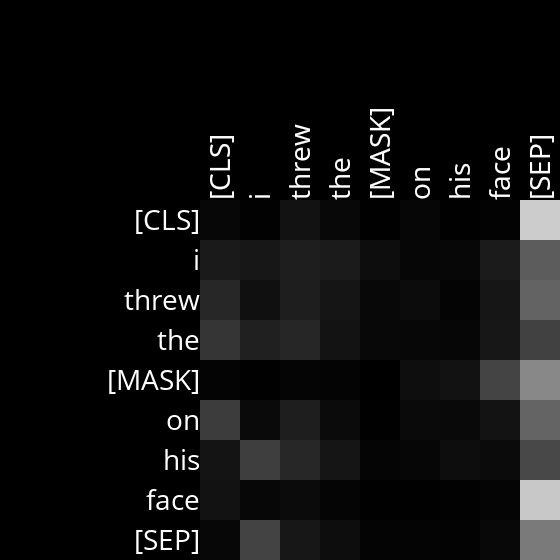 [CLS] i threw the [MASK] on his face [SEP]
[CLS]
i
threw
the
[MASK]
on
his
face
[SEP]